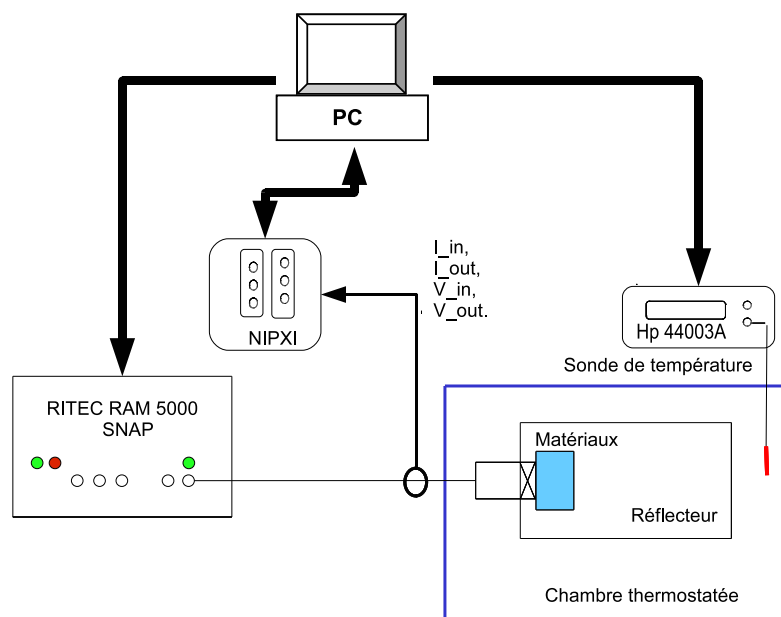 PC
I_in,
I_out,
V_in,
V_out.
NIPXI
Hp 44003A
Sonde de température
RITEC RAM 5000
SNAP
Matériaux
Réflecteur
Chambre thermostatée